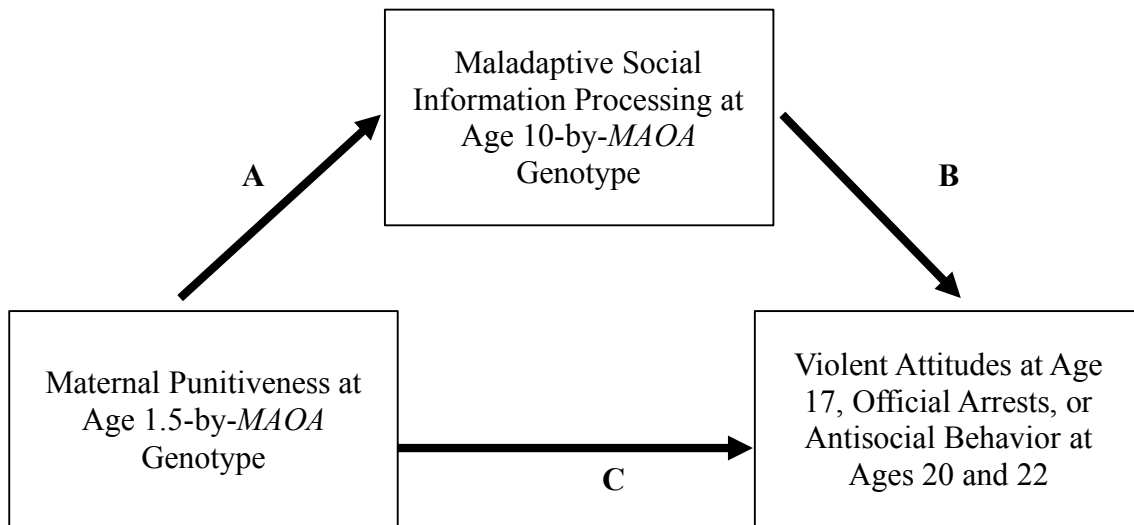 Maladaptive Social
Information Processing at
Age 10-by-MAOA
Genotype
A
B
Maternal Punitiveness at
Age 1.5-by-MAOA
Genotype
Violent Attitudes at Age
17, Official Arrests, or
Antisocial Behavior at
Ages 20 and 22
C